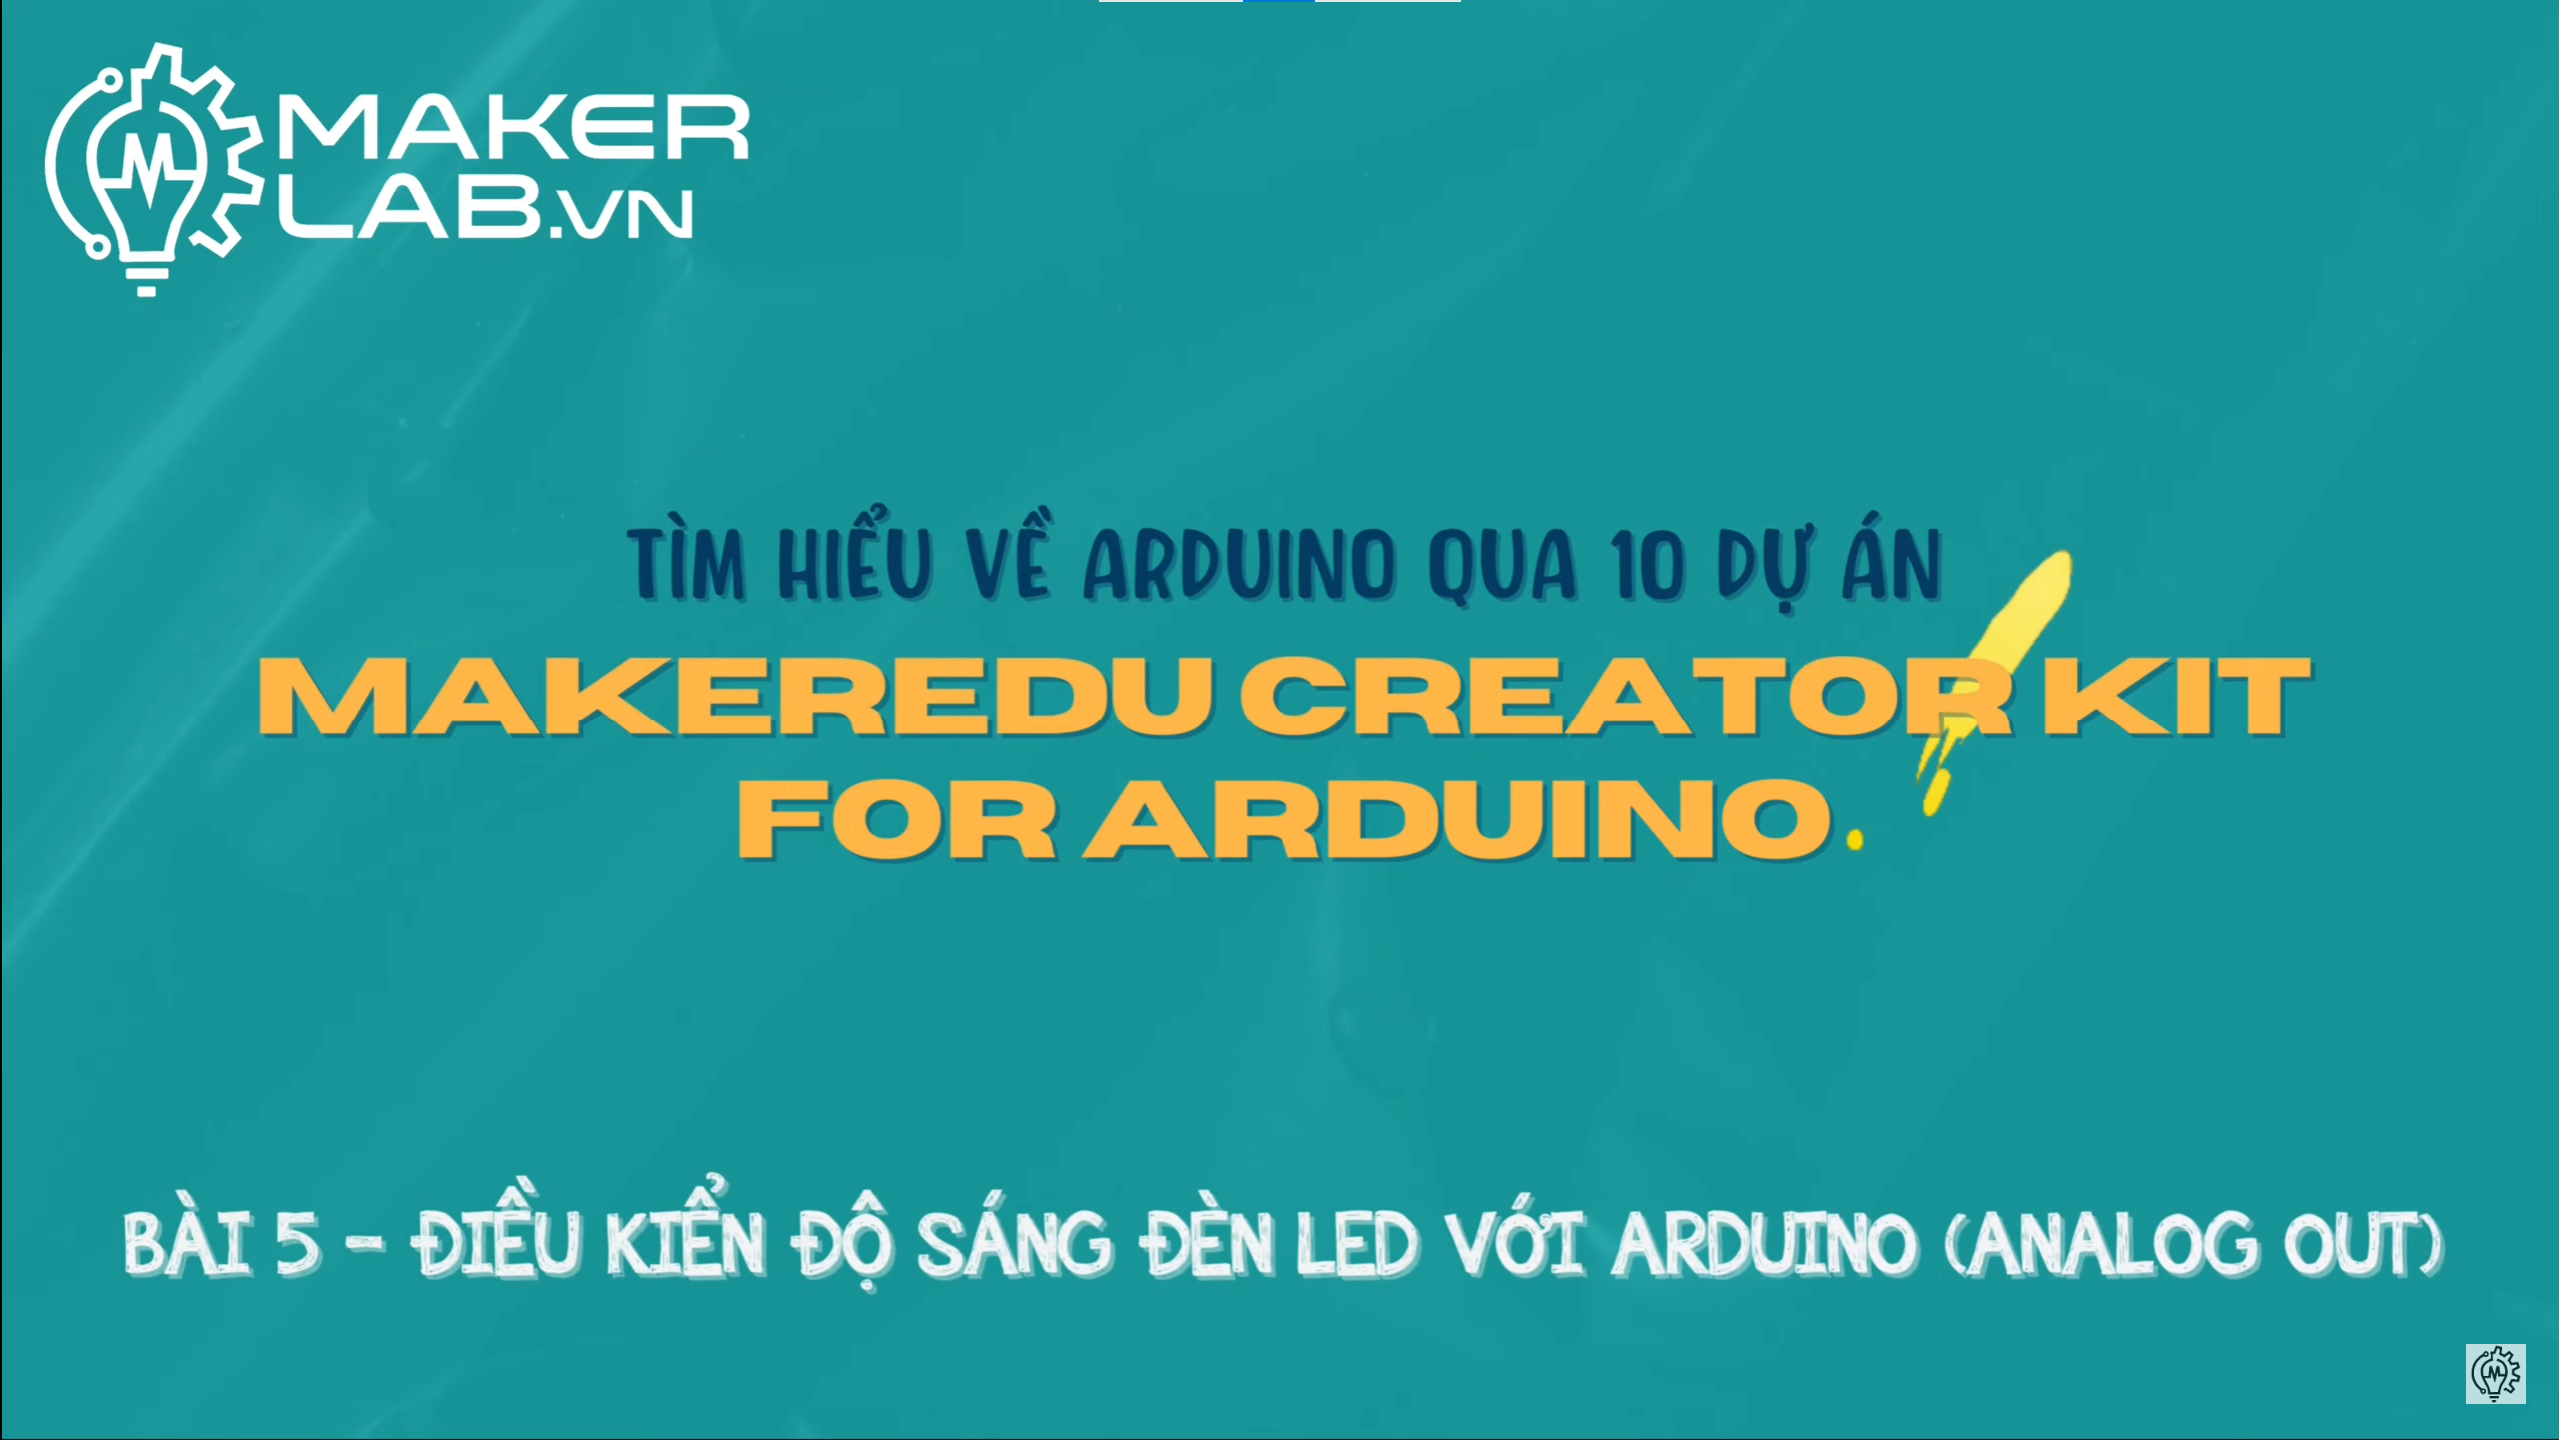 MAKER
LAB.VN
TÌM HIỂU VỀ ARDUINO QUA 10 DỰ ÁN
MAKEREDU CREATOR KIT
FOR ARDUINO
BÀI 5 - ĐIỀU KIỂN ĐỘ SÁNG ĐÈN LED VỚI ARDUINO (ANALOG OUT)